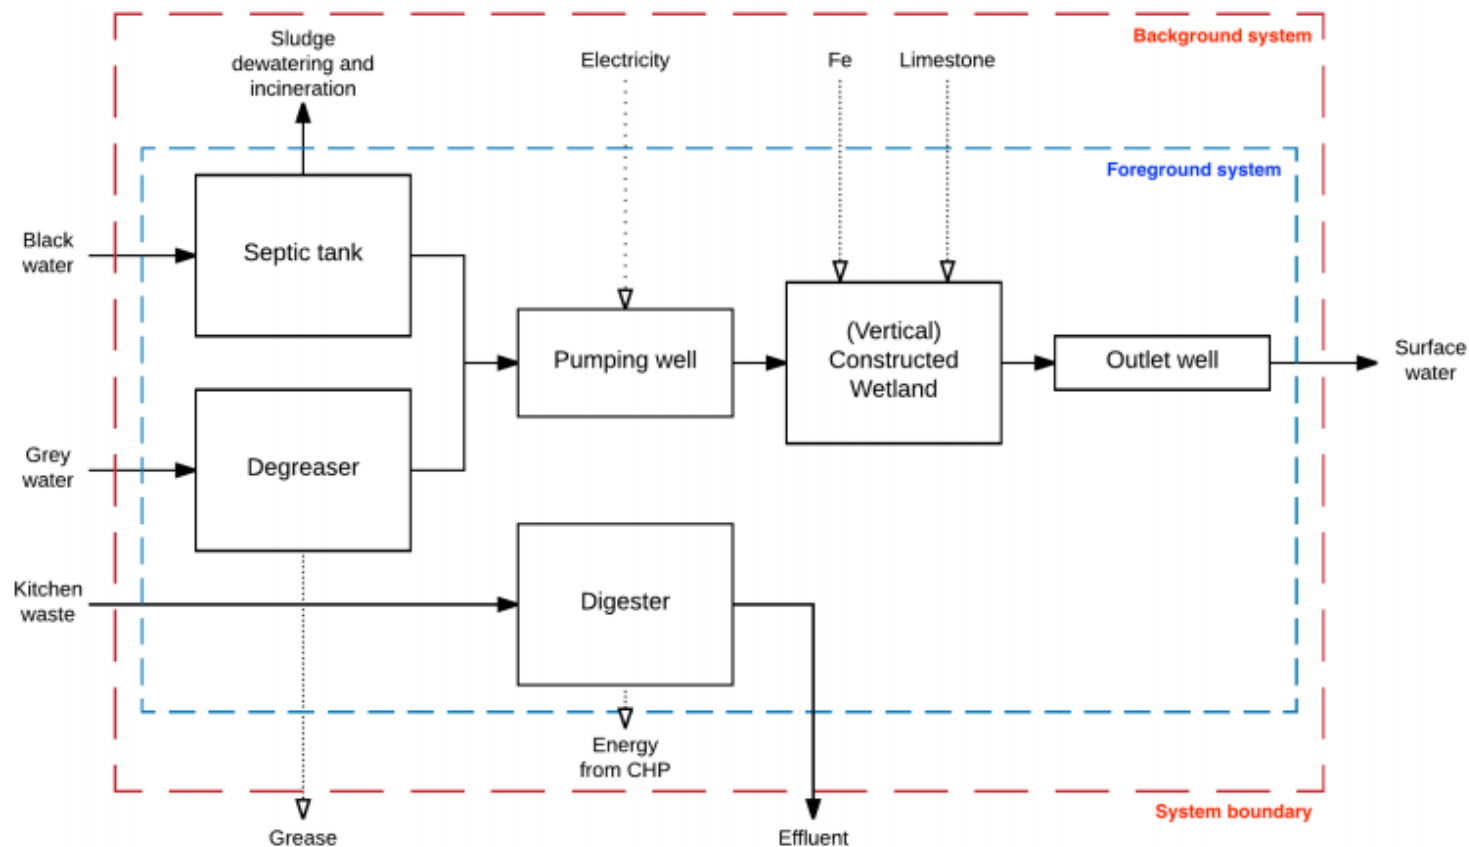 Background system
Sludge
dewatering and
incineration
Electricity
Fe
Limestone
Foreground system
Black
water
Septic tank
(Vertical)
Constructed
Wetland
Pumping well
Outlet well
Surface
water
Grey
water
Degreaser
Kitchen
waste
Digester
Energy
from CHP
System boundary
Grease
Effluent